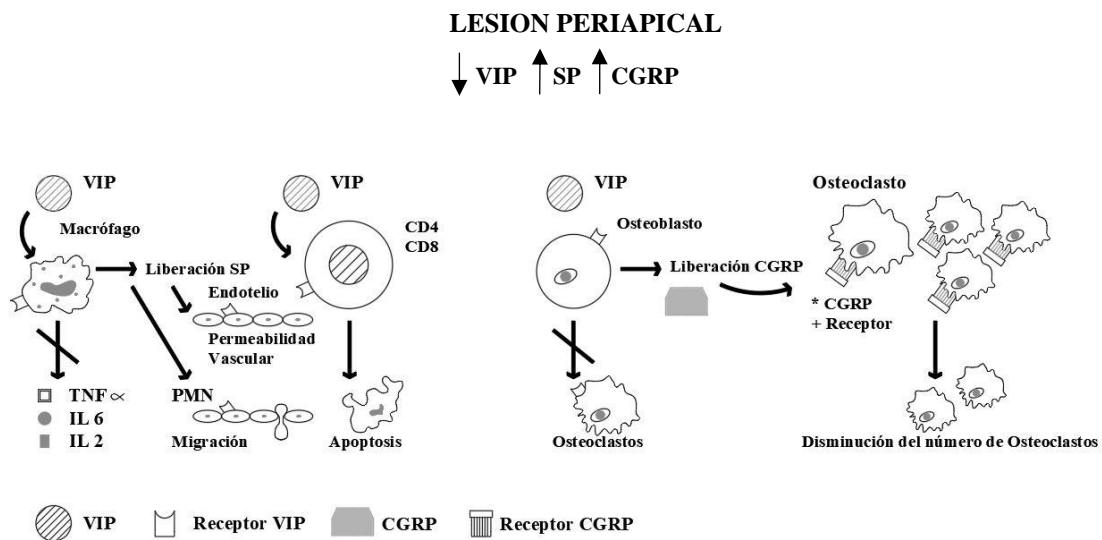 LESION PERIAPICAL
VIP SP CGRP
VIP
Macrófago
Liberación SP
Endotelio
Permeabilidad
Vascular
PMN
Migración
TNF ∝
IL 6
IL 2
VIP
CD4
CD8
Apoptosis
VIP
Osteoblasto
Liberación CGRP
Osteoclastos
Osteoclasto
* CGRP
+ Receptor
Disminución del número de Osteoclastos
VIP
Receptor VIP
CGRP
Receptor CGRP